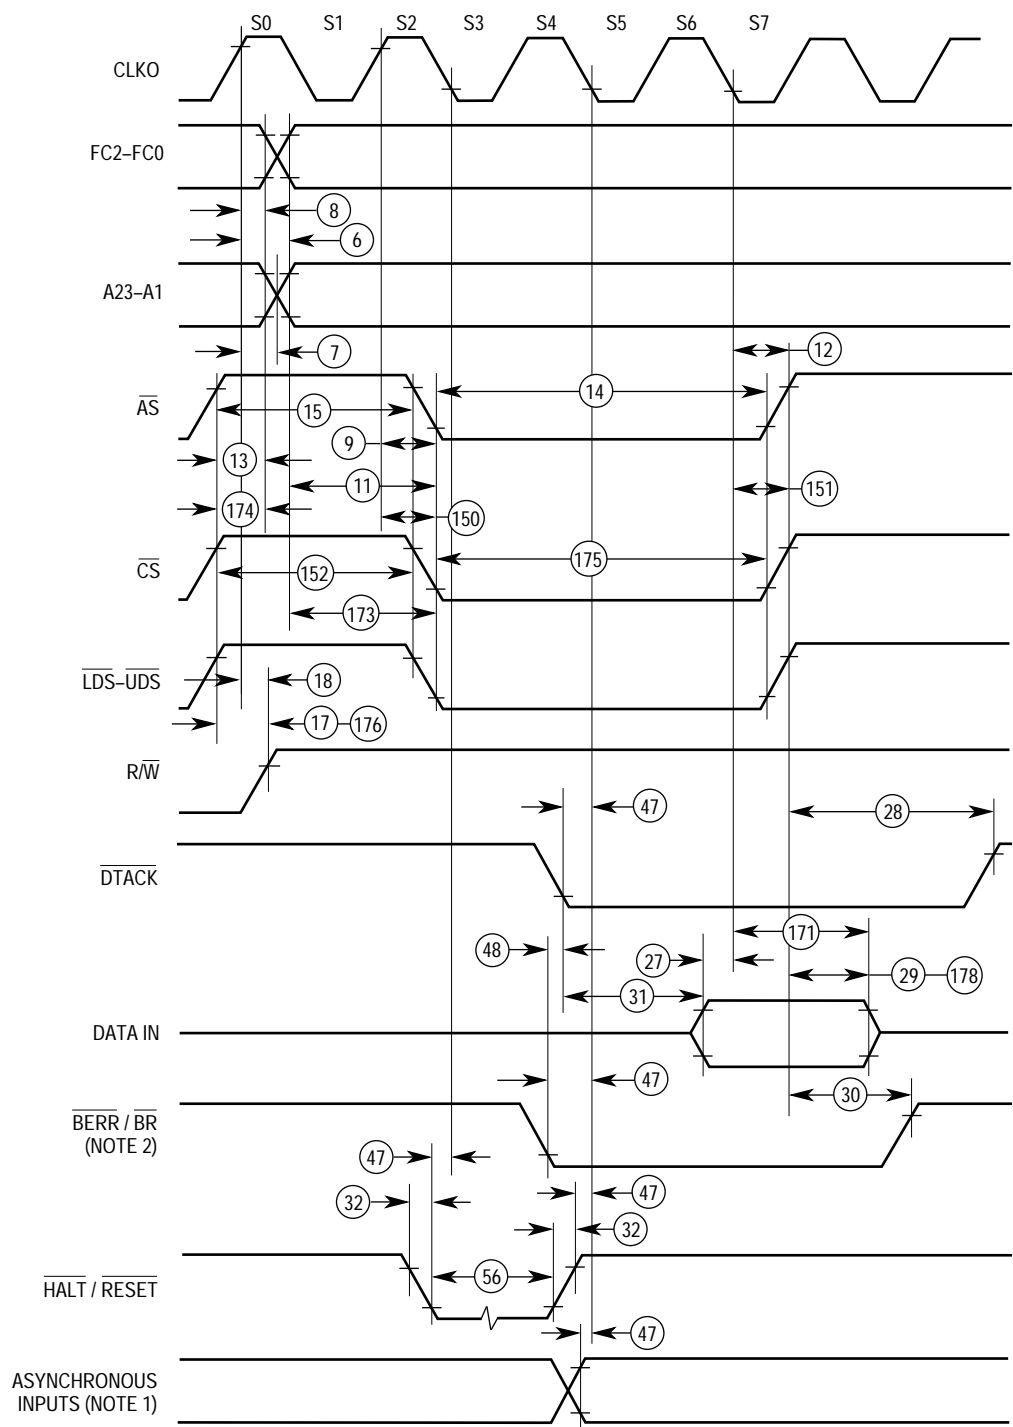 S0 S1 S2 S3 S4 S5 S6 S7
CLKO
FC2–FC0
8
6
A23–A1
7
12
AS
15
14
9
13
11
151
174
150
CS
152
175
173
LDS–UDS
18
17 176
R/W
47
28
DTACK
171
48
27
29 178
31
DATA IN
47
30
BERR / BR
(NOTE 2)
47
47
32
32
HALT / RESET
56
47
ASYNCHRONOUS
INPUTS (NOTE 1)